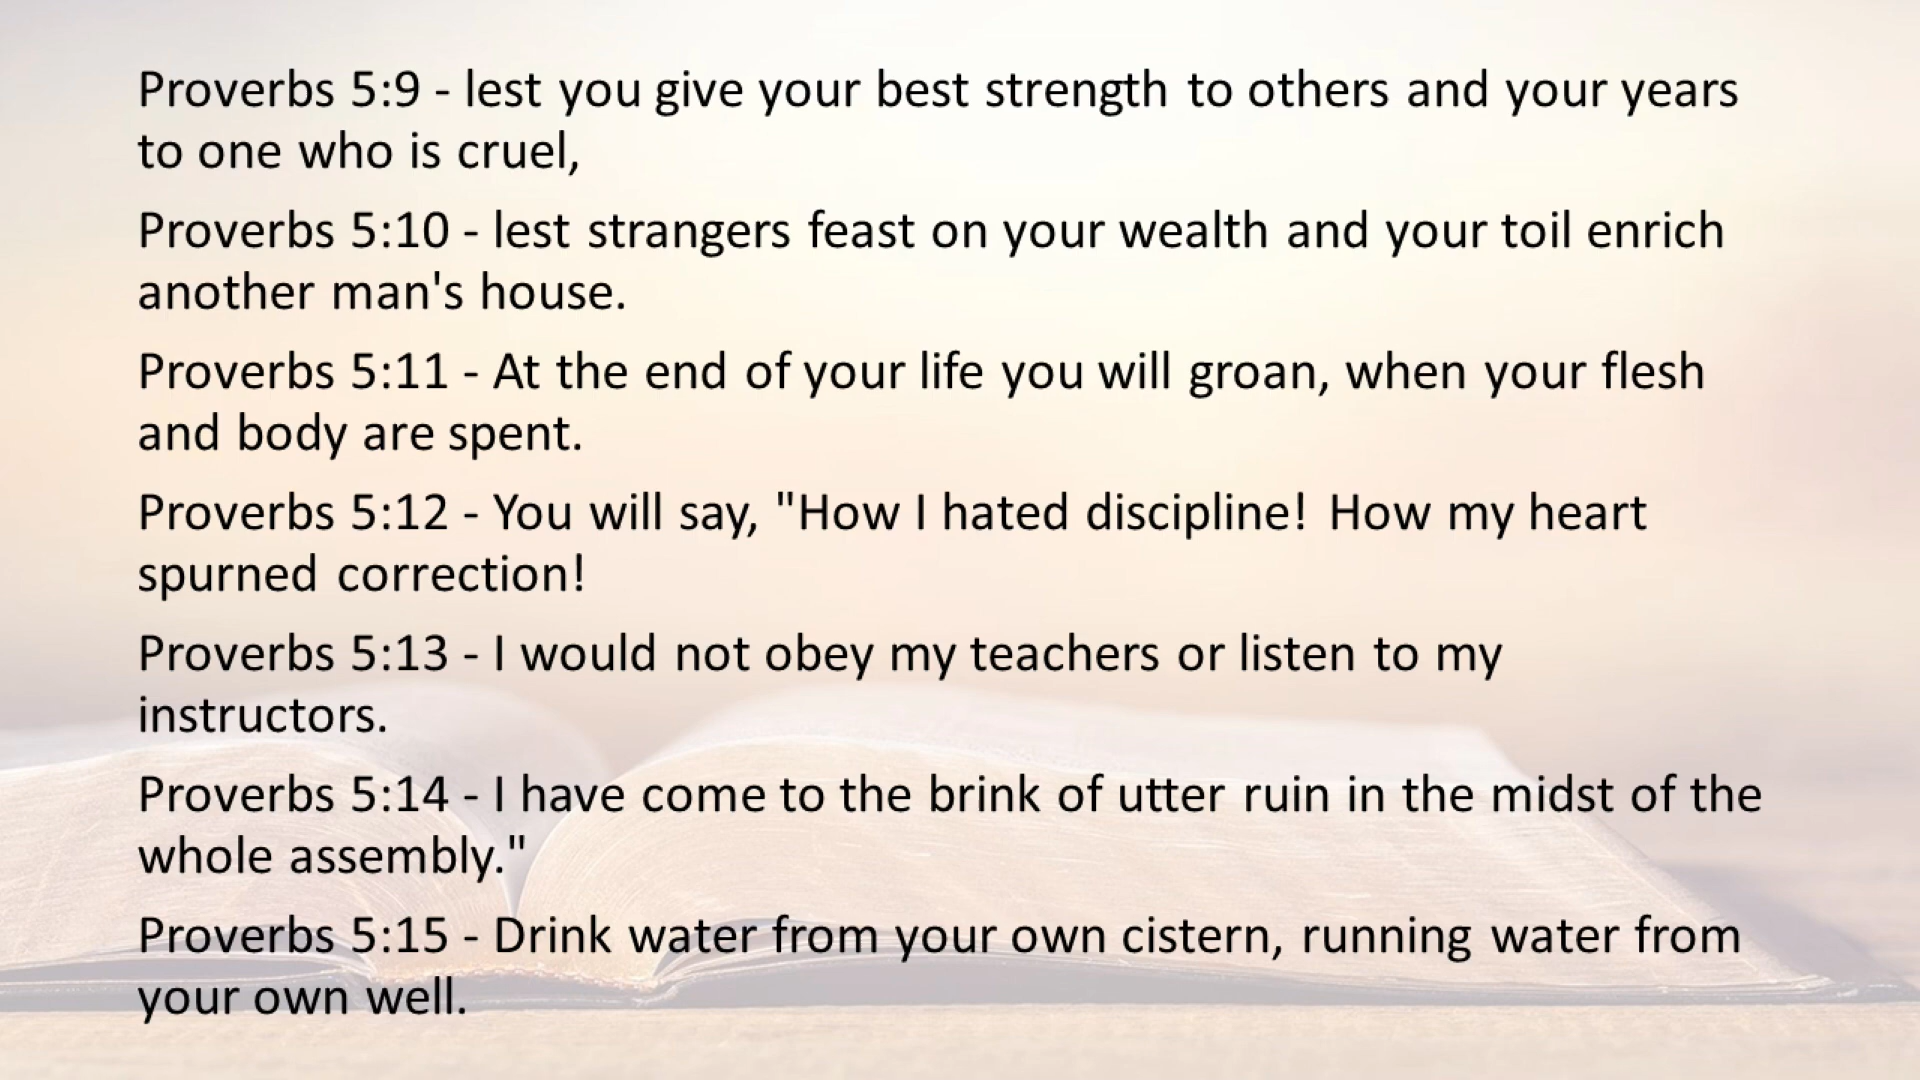 Proverbs 5:9 - lest you give your best strength to others and your years
to one who is cruel,
Proverbs 5:10 - lest strangers feast on your wealth and your toil enrich
another man's house.
Proverbs 5:11 - At the end of your life you will groan, when your flesh
and body are spent.
Proverbs 5:12 - You will say, "How I hated discipline! How my heart
spurned correction!
Proverbs 5:13 - I would not obey my teachers or listen to my
instructors.
Proverbs 5:14 - I have come to the brink of utter ruin in the midst of the
whole assembly."
Proverbs 5:15 - Drink water from your own cistern, running water from
your own well.